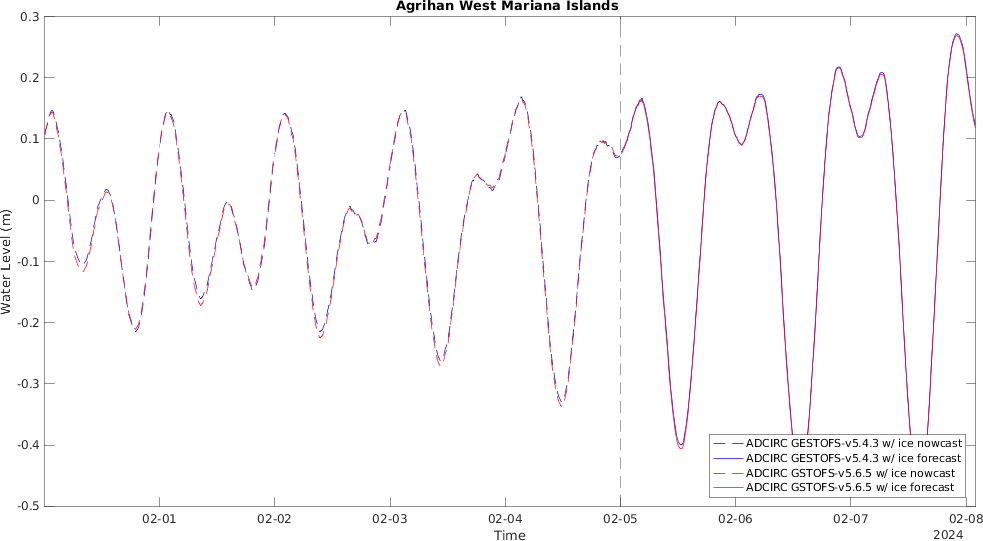 Agrihan West Mariana Islands
0.3
0.2
0.1
0
-0.1
-0.2
-0.3
-0.4
-0.5
Water Level (m)
ADCIRC GESTOFS-v5.4.3 w/ ice nowcast
ADCIRC GESTOFS-v5.4.3 w/ ice forecast
ADCIRC GSTOFS-v5.6.5 w/ ice nowcast
ADCIRC GSTOFS-v5.6.5 w/ ice forecast
02-01 02-02 02-03 02-04 02-05 02-06 02-07 02-08
Time
2024